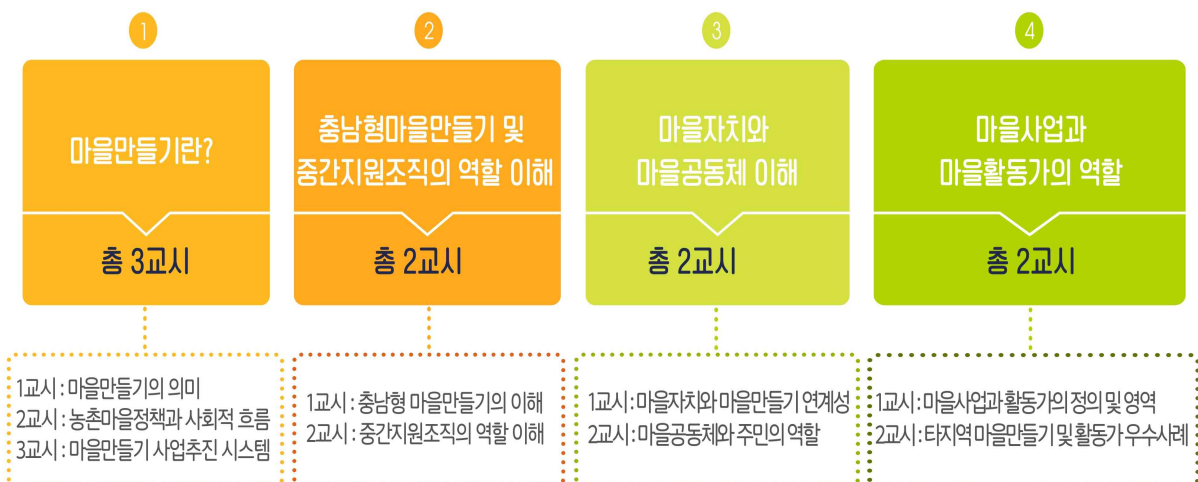 1
마을만들기란?
총 3교시
1교시 : 마을만들기의 의미
2교시 : 농촌마을정책과 사회적 흐름
3교시 : 마을만들기 사업추진 시스템
2
충남형마을만들기 및
중간지원조직의 역할 이해
총 2교시
1교시 : 충남형 마을만들기의 이해
2교시 : 중간지원조직의 역할 이해
3
마을자치와
마을공동체 이해
총 2교시
1교시 : 마을자치와 마을만들기 연계성
2교시 : 마을공동체와 주민의 역할
4
마을사업과
마을활동가의 역할
총 2교시
1교시 : 마을사업과 활동가의 정의 및 영역
2교시 : 타지역 마을만들기 및 활동가 우수사례